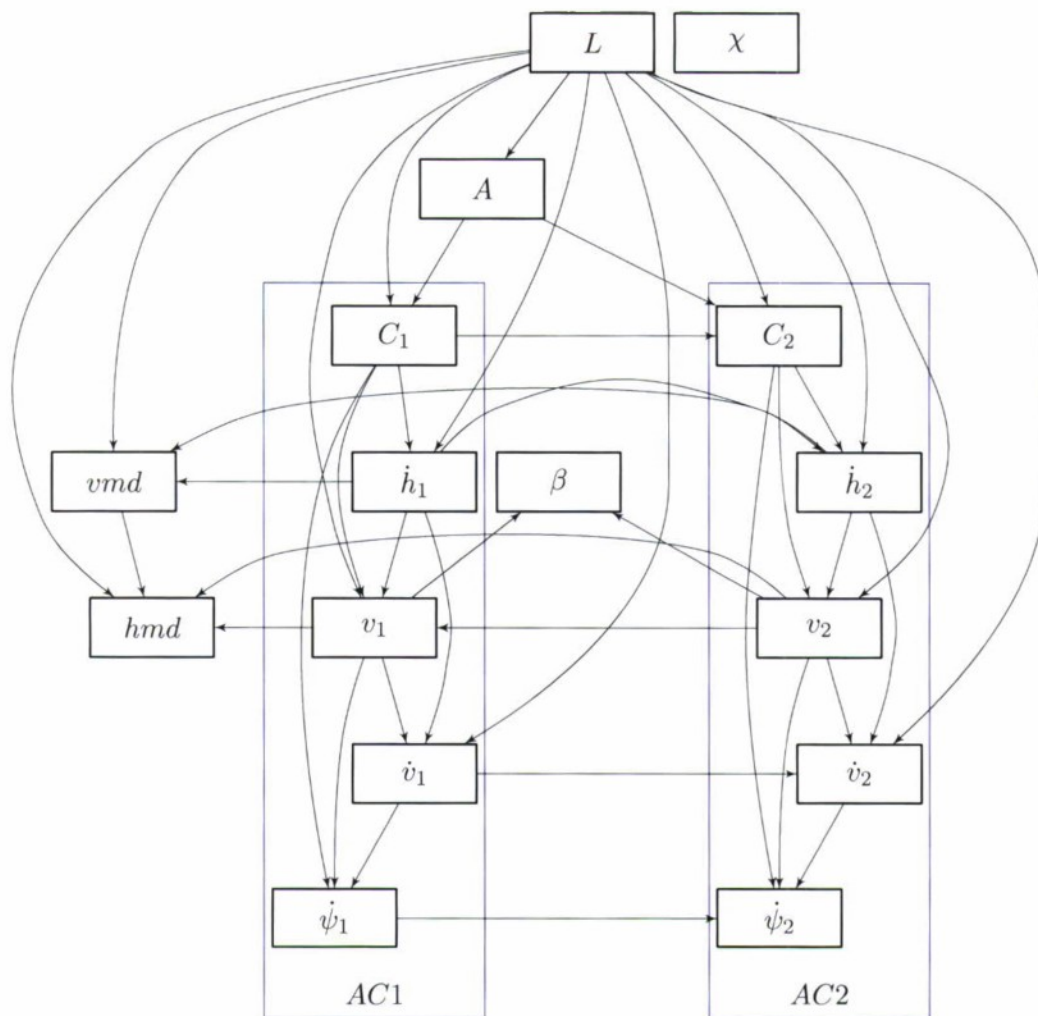 L
χ
A
C₁
C₂
vmd
ḣ₁
β
ḣ₂
hmd
v₁
v₂
v̇₁
v̇₂
ψ̇₁
ψ̇₂
AC1
AC2